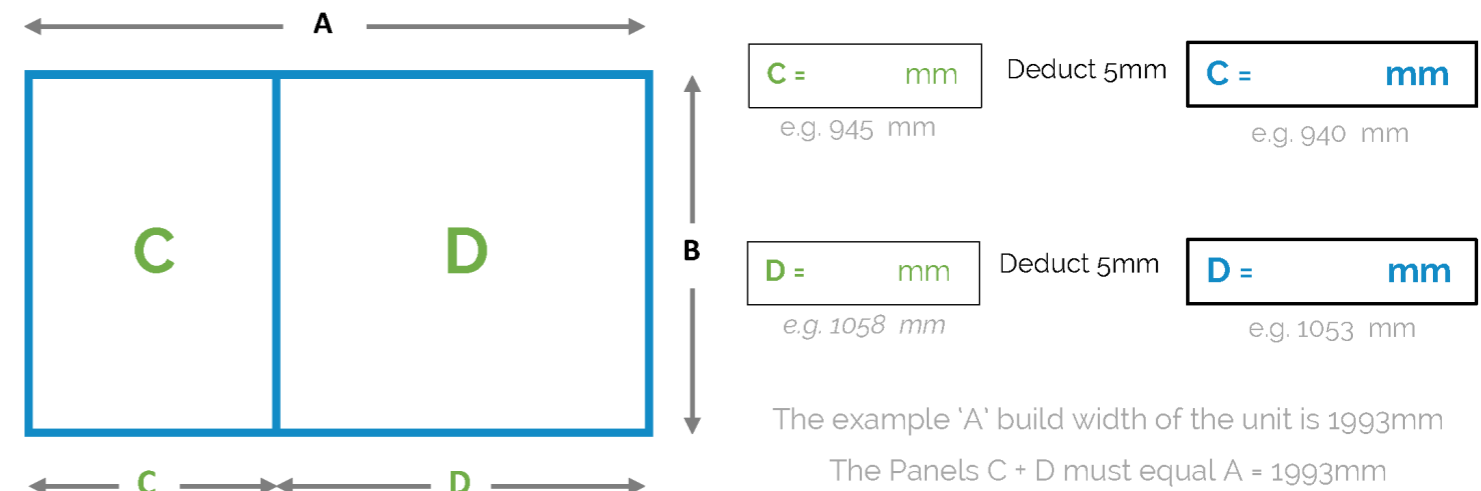 A
C = mm
Deduct 5mm
C = mm
e.g. 945 mm
e.g. 940 mm
C
D
B
D = mm
Deduct 5mm
D = mm
e.g. 1058 mm
e.g. 1053 mm
The example ‘A’ build width of the unit is 1993mm
The Panels C + D must equal A = 1993mm
C
D